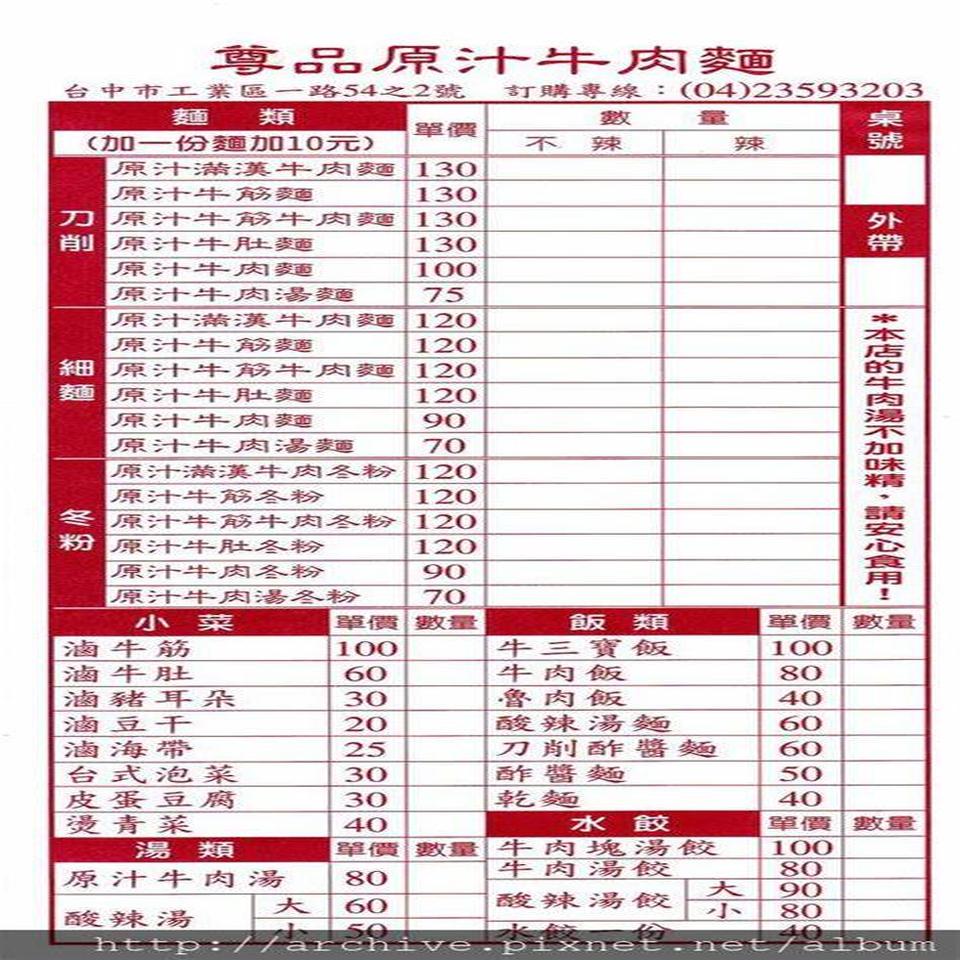 尊品原汁牛肉麵
台中市工業區一路54之2號 訂購專線：(04)23593203
麵類 單價 數量 桌號
(加一份麵加10元) 不辣 辣
刀削
原汁滿漢牛肉麵 130
原汁牛筋麵 130
原汁牛筋牛肉麵 130
原汁牛肚麵 130
原汁牛肉麵 100
原汁牛肉湯麵 75
外帶
細麵
原汁滿漢牛肉麵 120
原汁牛筋麵 120
原汁牛筋牛肉麵 120
原汁牛肚麵 120
原汁牛肉麵 90
原汁牛肉湯麵 70
冬粉
原汁滿漢牛肉冬粉 120
原汁牛筋冬粉 120
原汁牛筋牛肉冬粉 120
原汁牛肚冬粉 120
原汁牛肉冬粉 90
原汁牛肉湯冬粉 70
*本店的牛肉湯不加味精，請安心食用！
小菜 單價 數量
滷牛筋 100
滷牛肚 60
滷豬耳朵 30
滷豆干 20
滷海帶 25
台式泡菜 30
皮蛋豆腐 30
燙青菜 40
湯類 單價 數量
原汁牛肉湯 80
酸辣湯 大 60
小 50
飯類 單價 數量
牛三寶飯 100
牛肉飯 80
魯肉飯 40
酸辣湯麵 60
刀削酢醬麵 60
酢醬麵 50
乾麵 40
水餃 單價 數量
牛肉塊湯餃 100
牛肉湯餃 80
酸辣湯餃 大 90
小 80
水餃一份 40
http://archive.pixnet.net/album